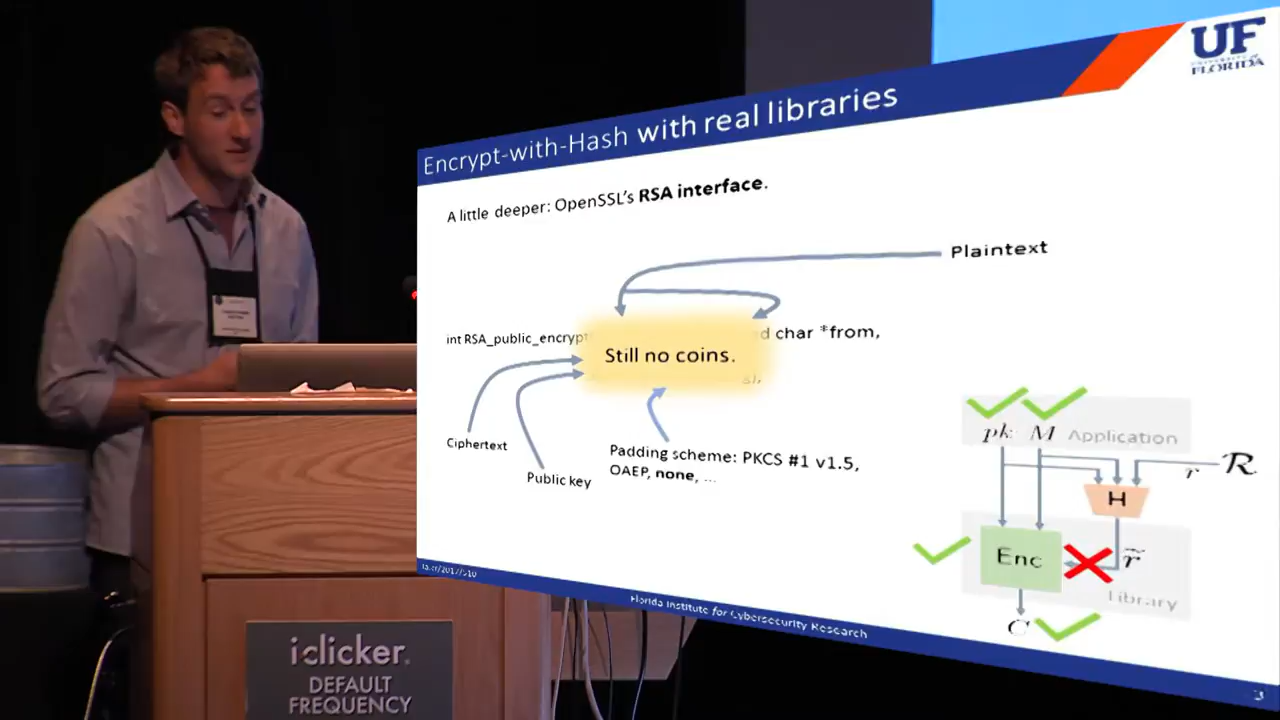 UF
UNIVERSITY of
FLORIDA
Encrypt-with-Hash with real libraries
A little deeper: OpenSSL's RSA interface.
Plaintext
int RSA_public_encrypt
char *from,
Still no coins.
Ciphertext
Public key
Padding scheme: PKCS #1 v1.5,
OAEP, none, ...
pk M Application
r R
H
Enc
r̃
Library
C
Florida Institute for Cybersecurity Research
3
i>clicker.
DEFAULT
FREQUENCY